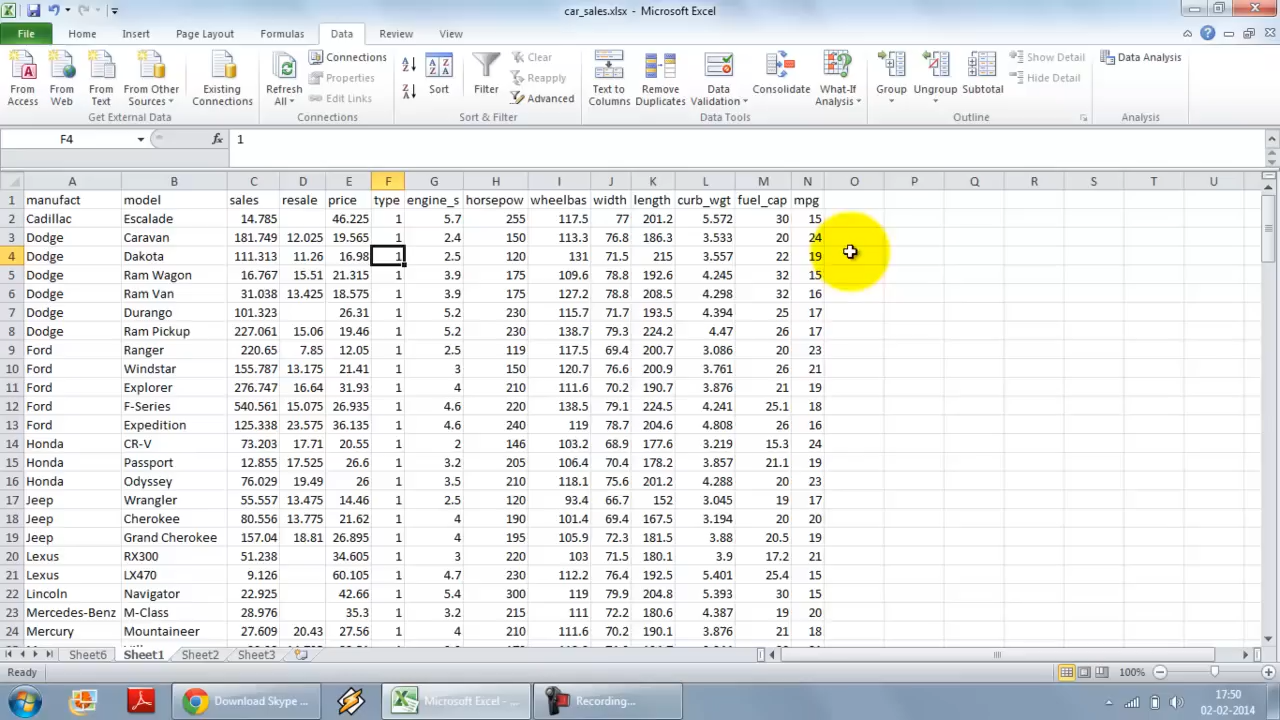 car_sales.xlsx - Microsoft Excel
File Home Insert Page Layout Formulas Data Review View
From Access
From Web
From Text
From Other Sources
Existing Connections
Get External Data
Refresh All
Connections
Properties
Edit Links
Connections
Sort
Filter
Clear
Reapply
Advanced
Sort & Filter
Text to Columns
Remove Duplicates
Data Validation
Consolidate
What-If Analysis
Data Tools
Group
Ungroup
Subtotal
Show Detail
Hide Detail
Outline
Data Analysis
Analysis
F4 fx 1
A B C D E F G H I J K L M N O P Q R S T U
1 manufact model sales resale price type engine_s horsepow wheelbas width length curb_wgt fuel_cap mpg
2 Cadillac Escalade 14.785 46.225 1 5.7 255 117.5 77 201.2 5.572 30 15
3 Dodge Caravan 181.749 12.025 19.565 1 2.4 150 113.3 76.8 186.3 3.533 20 24
4 Dodge Dakota 111.313 11.26 16.98 1 2.5 120 131 71.5 215 3.557 22 19
5 Dodge Ram Wagon 16.767 15.51 21.315 1 3.9 175 109.6 78.8 192.6 4.245 32 15
6 Dodge Ram Van 31.038 13.425 18.575 1 3.9 175 127.2 78.8 208.5 4.298 32 16
7 Dodge Durango 101.323 26.31 1 5.2 230 115.7 71.7 193.5 4.394 25 17
8 Dodge Ram Pickup 227.061 15.06 19.46 1 5.2 230 138.7 79.3 224.2 4.47 26 17
9 Ford Ranger 220.65 7.85 12.05 1 2.5 119 117.5 69.4 200.7 3.086 20 23
10 Ford Windstar 155.787 13.175 21.41 1 3 150 120.7 76.6 200.9 3.761 26 21
11 Ford Explorer 276.747 16.64 31.93 1 4 210 111.6 70.2 190.7 3.876 21 19
12 Ford F-Series 540.561 15.075 26.935 1 4.6 220 138.5 79.1 224.5 4.241 25.1 18
13 Ford Expedition 125.338 23.575 36.135 1 4.6 240 119 78.7 204.6 4.808 26 16
14 Honda CR-V 73.203 17.71 20.55 1 2 146 103.2 68.9 177.6 3.219 15.3 24
15 Honda Passport 12.855 17.525 26.6 1 3.2 205 106.4 70.4 178.2 3.857 21.1 19
16 Honda Odyssey 76.029 19.49 26 1 3.5 210 118.1 75.6 201.2 4.288 20 23
17 Jeep Wrangler 55.557 13.475 14.46 1 2.5 120 93.4 66.7 152 3.045 19 17
18 Jeep Cherokee 80.556 13.775 21.62 1 4 190 101.4 69.4 167.5 3.194 20 20
19 Jeep Grand Cherokee 157.04 18.81 26.895 1 4 195 105.9 72.3 181.5 3.88 20.5 19
20 Lexus RX300 51.238 34.605 1 3 220 103 71.5 180.1 3.9 17.2 21
21 Lexus LX470 9.126 60.105 1 4.7 230 112.2 76.4 192.5 5.401 25.4 15
22 Lincoln Navigator 22.925 42.66 1 5.4 300 119 79.9 204.8 5.393 30 15
23 Mercedes-Benz M-Class 28.976 35.3 1 3.2 215 111 72.2 180.6 4.387 19 20
24 Mercury Mountaineer 27.609 20.43 27.56 1 4 210 111.6 70.2 190.1 3.876 21 18
Sheet6 Sheet1 Sheet2 Sheet3
Ready 100%
Download Skype ... Microsoft Excel - ... Recording...
17:50
02-02-2014